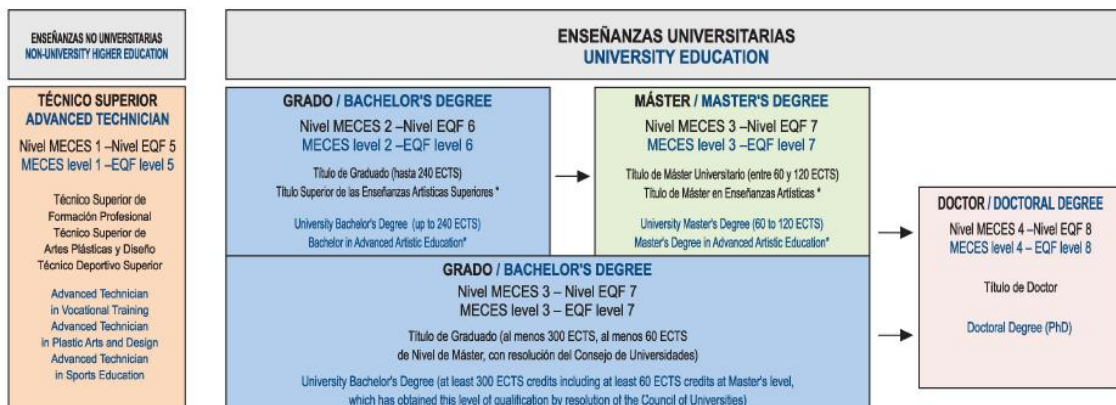 ENSEÑANZAS NO UNIVERSITARIAS
NON-UNIVERSITY HIGHER EDUCATION
TÉCNICO SUPERIOR
ADVANCED TECHNICIAN
Nivel MECES 1 –Nivel EQF 5
MECES level 1 –EQF level 5
Técnico Superior de
Formación Profesional
Técnico Superior de
Artes Plásticas y Diseño
Técnico Deportivo Superior
Advanced Technician
in Vocational Training
Advanced Technician
in Plastic Arts and Design
Advanced Technician
in Sports Education
ENSEÑANZAS UNIVERSITARIAS
UNIVERSITY EDUCATION
GRADO / BACHELOR'S DEGREE
Nivel MECES 2 –Nivel EQF 6
MECES level 2 –EQF level 6
Título de Graduado (hasta 240 ECTS)
Título Superior de las Enseñanzas Artísticas Superiores *
University Bachelor's Degree (up to 240 ECTS)
Bachelor in Advanced Artistic Education*
MÁSTER / MASTER'S DEGREE
Nivel MECES 3 –Nivel EQF 7
MECES level 3 –EQF level 7
Título de Máster Universitario (entre 60 y 120 ECTS)
Título de Máster en Enseñanzas Artísticas *
University Master's Degree (60 to 120 ECTS)
Master's Degree in Advanced Artistic Education*
GRADO / BACHELOR'S DEGREE
Nivel MECES 3 – Nivel EQF 7
MECES level 3 – EQF level 7
Título de Graduado (al menos 300 ECTS, al menos 60 ECTS
de Nivel de Máster, con resolución del Consejo de Universidades)
University Bachelor's Degree (at least 300 ECTS credits including at least 60 ECTS credits at Master's level,
which has obtained this level of qualification by resolution of the Council of Universities)
DOCTOR / DOCTORAL DEGREE
Nivel MECES 4 –Nivel EQF 8
MECES level 4 – EQF level 8
Título de Doctor
Doctoral Degree (PhD)